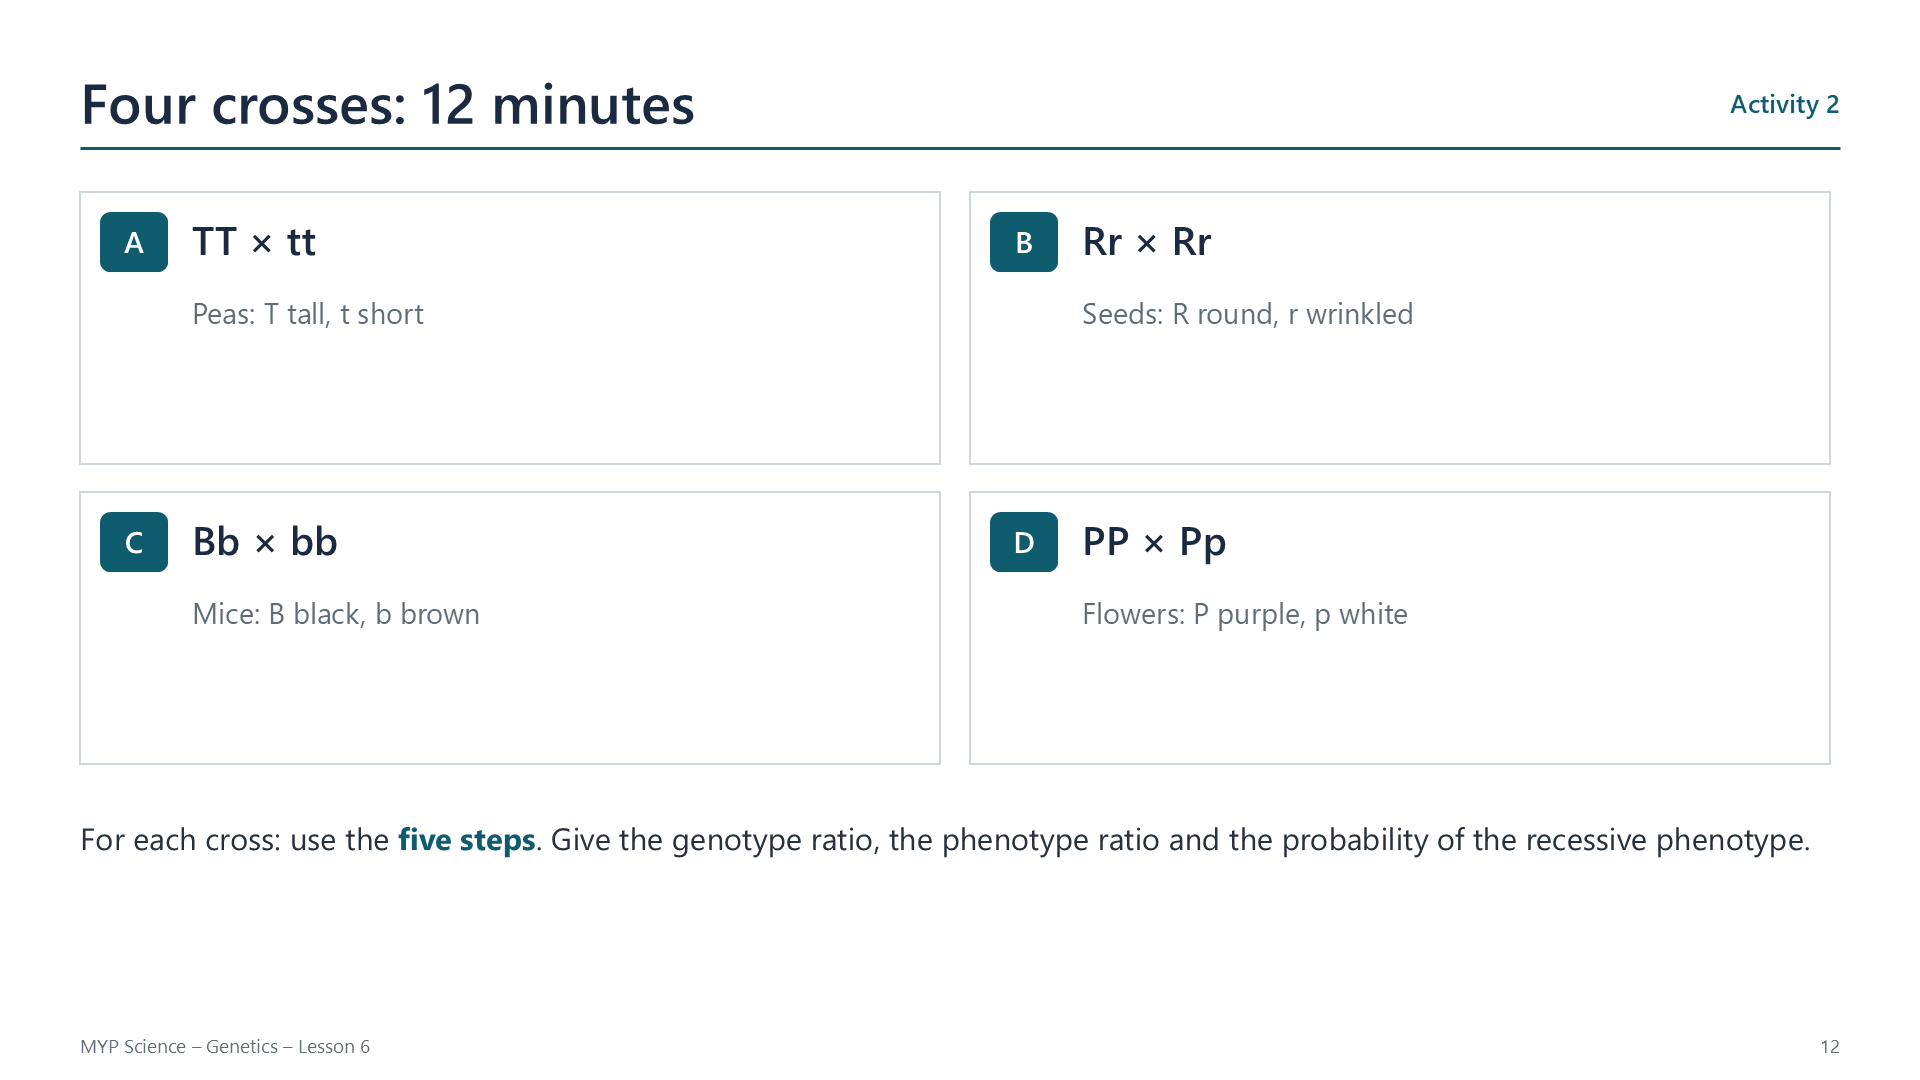 Four crosses: 12 minutes
Activity 2
A
TT × tt
Peas: T tall, t short
B
Rr × Rr
Seeds: R round, r wrinkled
C
Bb × bb
Mice: B black, b brown
D
PP × Pp
Flowers: P purple, p white
For each cross: use the five steps. Give the genotype ratio, the phenotype ratio and the probability of the recessive phenotype.
MYP Science – Genetics – Lesson 6
12